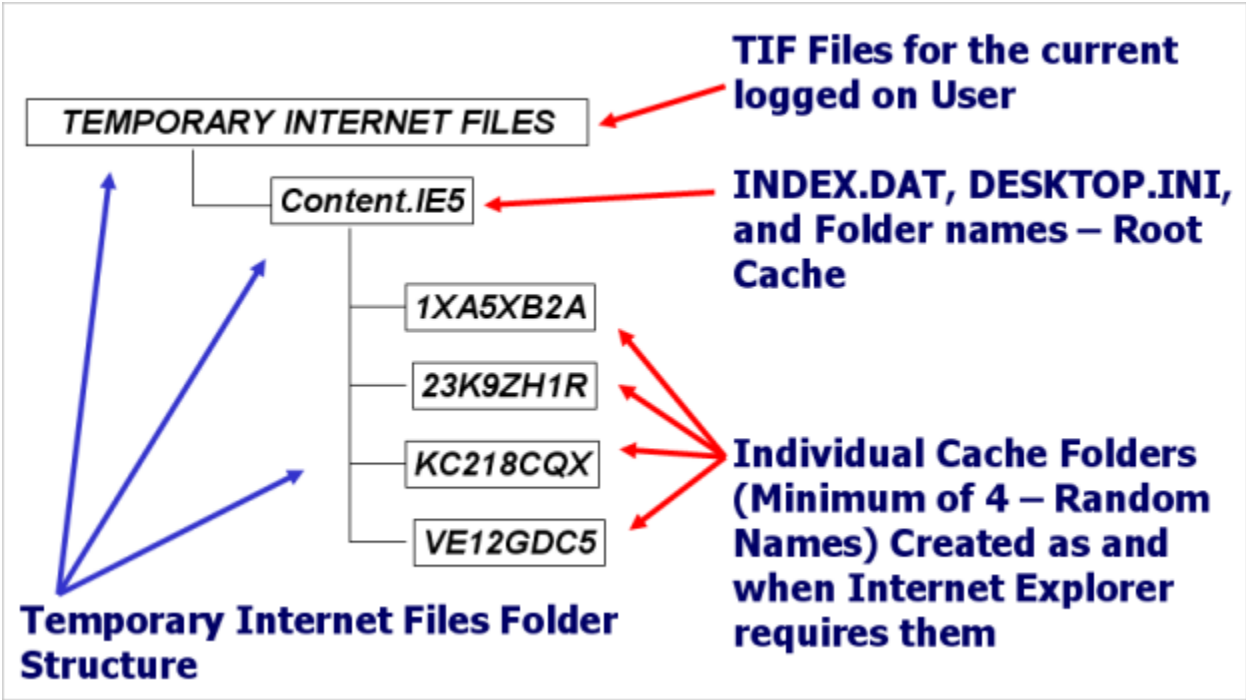 TIF Files for the current
logged on User
TEMPORARY INTERNET FILES
Content.IE5
INDEX.DAT, DESKTOP.INI,
and Folder names – Root
Cache
1XA5XB2A
23K9ZH1R
KC218CQX
VE12GDC5
Individual Cache Folders
(Minimum of 4 – Random
Names) Created as and
when Internet Explorer
requires them
Temporary Internet Files Folder
Structure